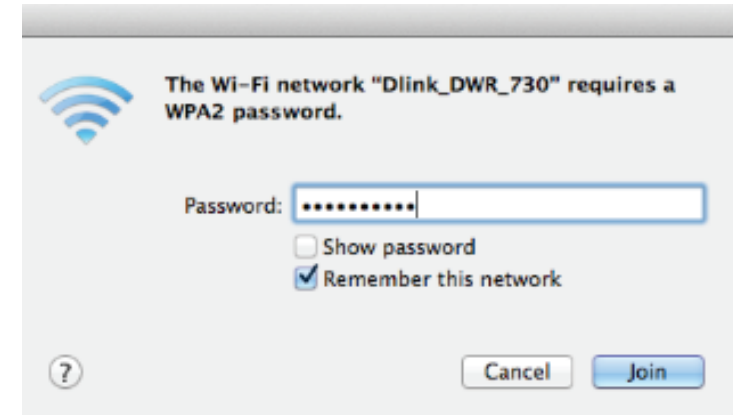 The Wi-Fi network "Dlink_DWR_730" requires a
WPA2 password.
Password: ••••••••••
Show password
Remember this network
? Cancel Join